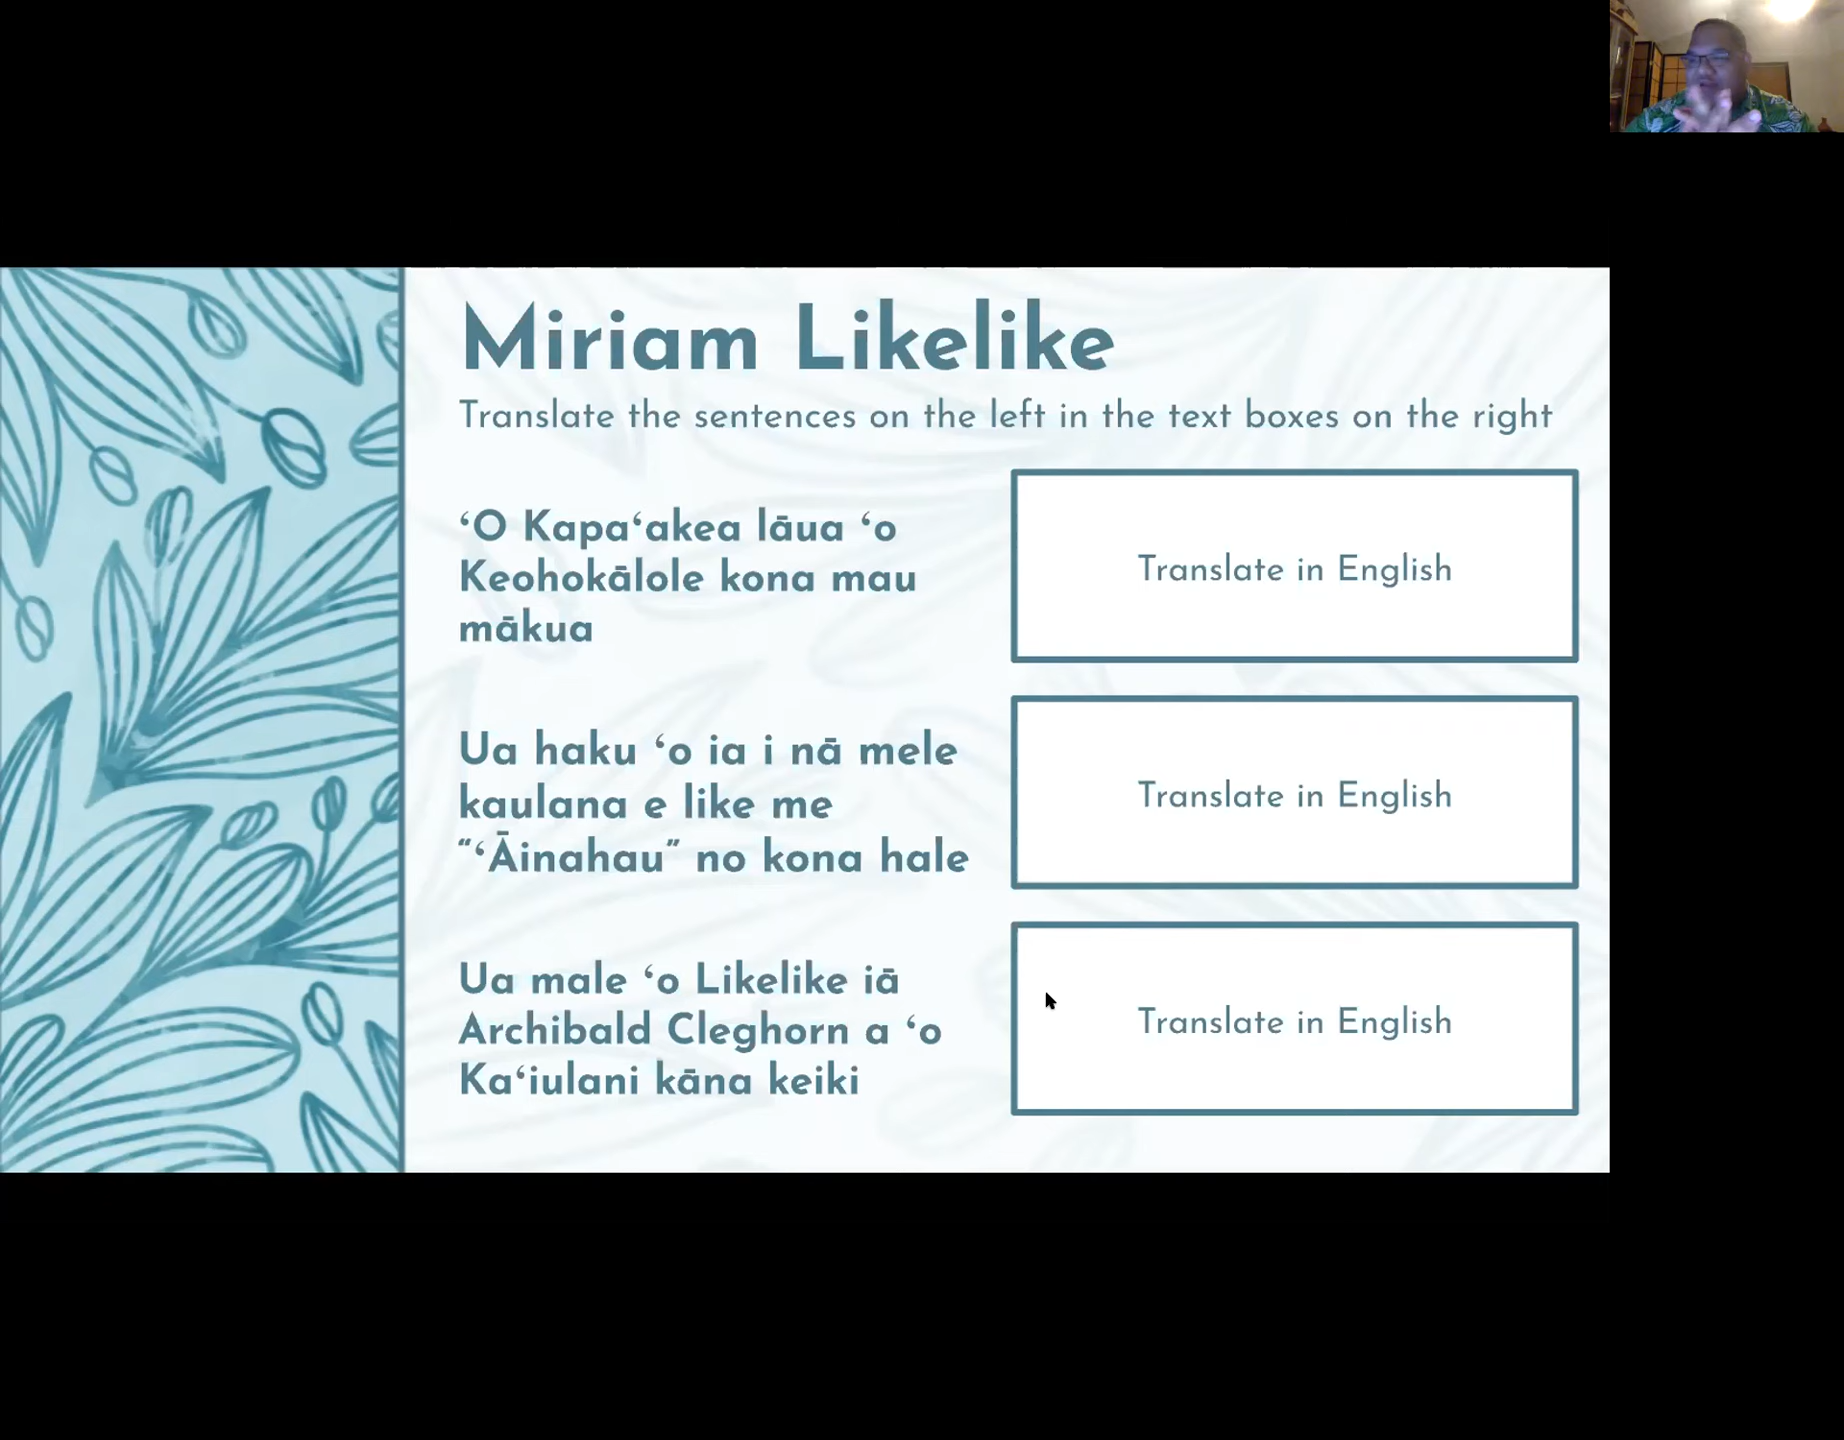 Miriam Likelike
Translate the sentences on the left in the text boxes on the right
ʻO Kapaʻakea lāua ʻo
Keohokālole kona mau
mākua
Translate in English
Ua haku ʻo ia i nā mele
kaulana e like me
“ʻĀinahau” no kona hale
Translate in English
Ua male ʻo Likelike iā
Archibald Cleghorn a ʻo
Kaʻiulani kāna keiki
Translate in English